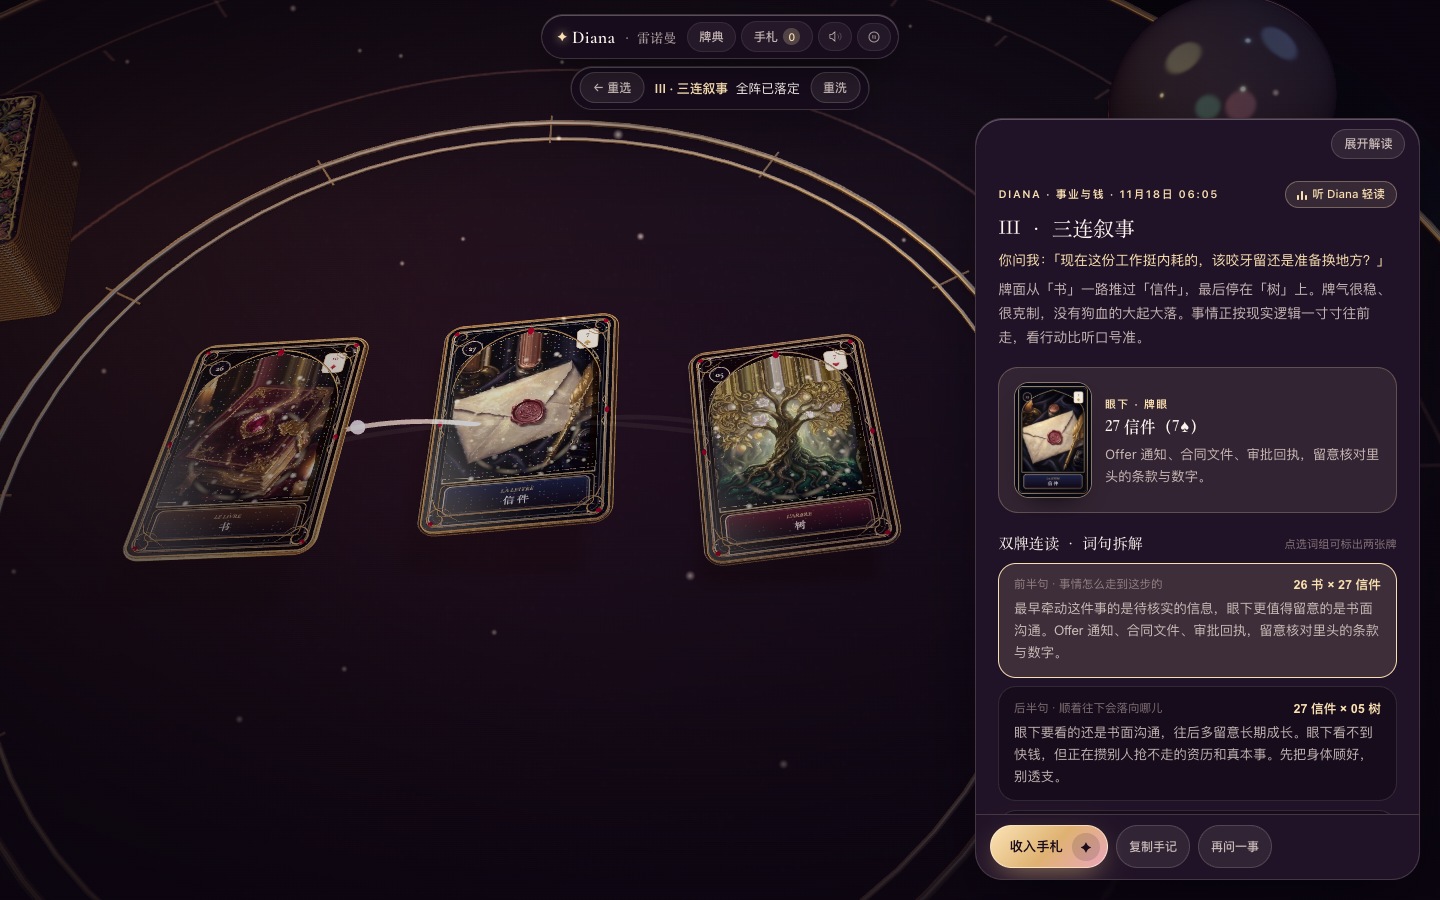 ✦ Diana · 雷诺曼 牌典 手札 0
← 重选 III · 三连叙事 全阵已落定 重洗
展开解读
DIANA · 事业与钱 · 11月18日 06:05
听 Diana 轻读
III · 三连叙事
你问我:「现在这份工作挺内耗的，该咬牙留还是准备换地方？」
牌面从「书」一路推过「信件」，最后停在「树」上。牌气很稳、
很克制，没有狗血的大起大落。事情正按现实逻辑一寸寸往前
走，看行动比听口号准。
眼下 · 牌眼
27 信件（7♠）
Offer 通知、合同文件、审批回执，留意核对里
头的条款与数字。
双牌连读 · 词句拆解
点选词组可标出两张牌
前半句 · 事情怎么走到这步的
26 书 × 27 信件
最早牵动这件事的是待核实的信息，眼下更值得留意的是书面
沟通。Offer 通知、合同文件、审批回执，留意核对里头的条款
与数字。
后半句 · 顺着往下会落向哪儿
27 信件 × 05 树
眼下要看的还是书面沟通，往后多留意长期成长。眼下看不到
快钱，但正在攒别人抢不走的资历和真本事。先把身体顾好，
别透支。
收入手札 ✦
复制手记
再问一事
26
LE LIVRE
书
27
LA LETTRE
信件
05
L'ARBRE
树